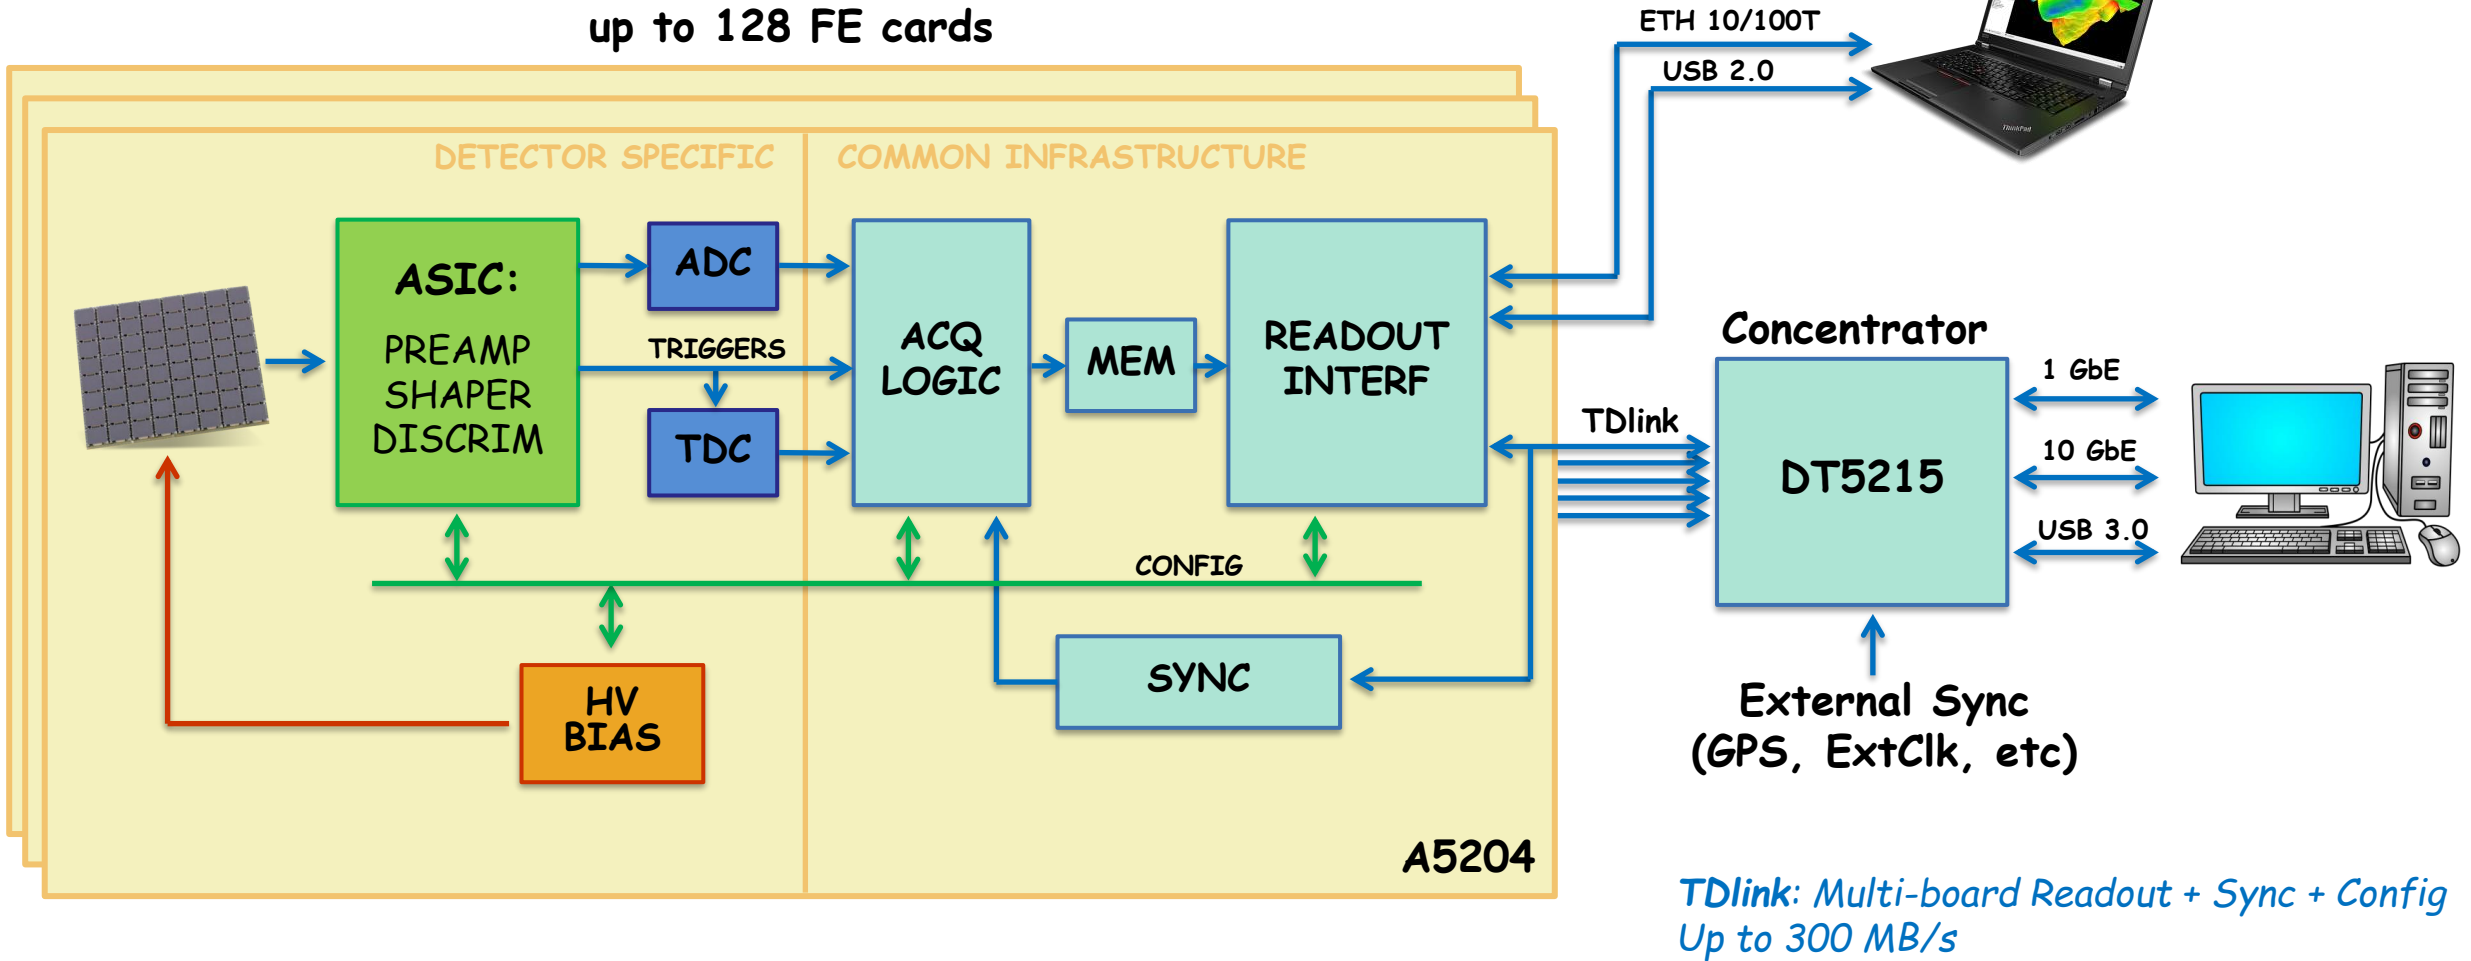 up to 128 FE cards
ETH 10/100T
USB 2.0
ThinkPad
DETECTOR SPECIFIC
COMMON INFRASTRUCTURE
ASIC:
PREAMP
SHAPER
DISCRIM
ADC
TRIGGERS
TDC
ACQ
LOGIC
MEM
READOUT
INTERF
CONFIG
HV
BIAS
SYNC
A5204
TDlink
Concentrator
DT5215
1 GbE
10 GbE
USB 3.0
External Sync
(GPS, ExtClk, etc)
TDlink: Multi-board Readout + Sync + Config
Up to 300 MB/s